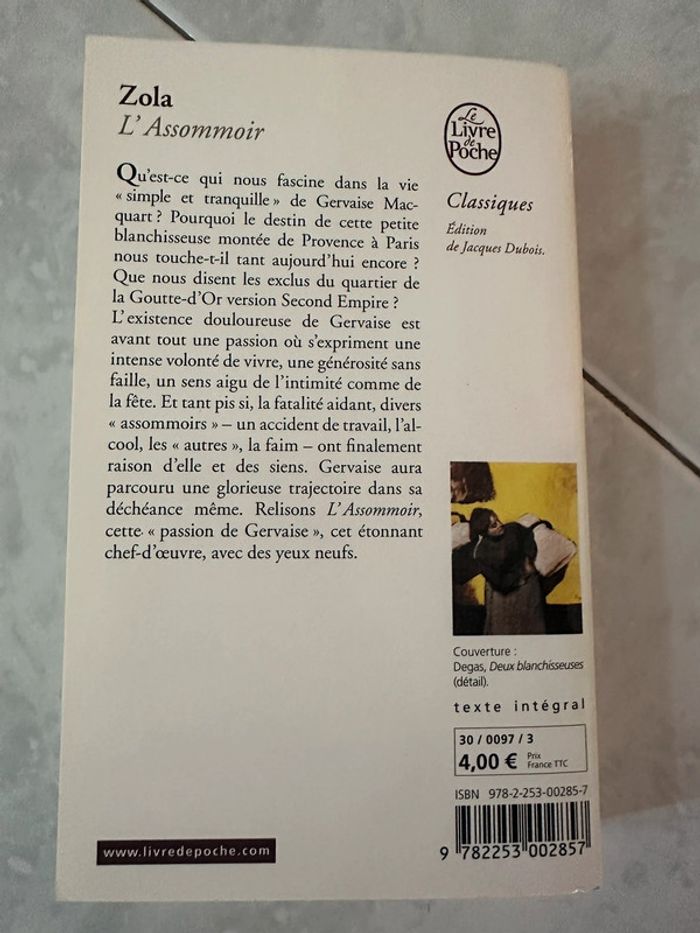 Zola
L'Assommoir
Qu'est-ce qui nous fascine dans la vie
« simple et tranquille » de Gervaise Mac-
quart ? Pourquoi le destin de cette petite
blanchisseuse montée de Provence à Paris
nous touche-t-il tant aujourd'hui encore ?
Que nous disent les exclus du quartier de
la Goutte-d'Or version Second Empire ?
L'existence douloureuse de Gervaise est
avant tout une passion où s'expriment une
intense volonté de vivre, une générosité sans
faille, un sens aigu de l'intimité comme de
la fête. Et tant pis si, la fatalité aidant, divers
« assommoirs » – un accident de travail, l'al-
cool, les « autres », la faim – ont finalement
raison d'elle et des siens. Gervaise aura
parcouru une glorieuse trajectoire dans sa
déchéance même. Relisons L'Assommoir,
cette « passion de Gervaise », cet étonnant
chef-d'œuvre, avec des yeux neufs.
Le
Livre
de
Poche
Classiques
Édition
de Jacques Dubois.
Couverture :
Degas, Deux blanchisseuses
(détail).
texte intégral
30 / 0097 / 3
4,00 € Prix
France TTC
ISBN 978-2-253-00285-7
9 782253 002857
www.livredepoche.com